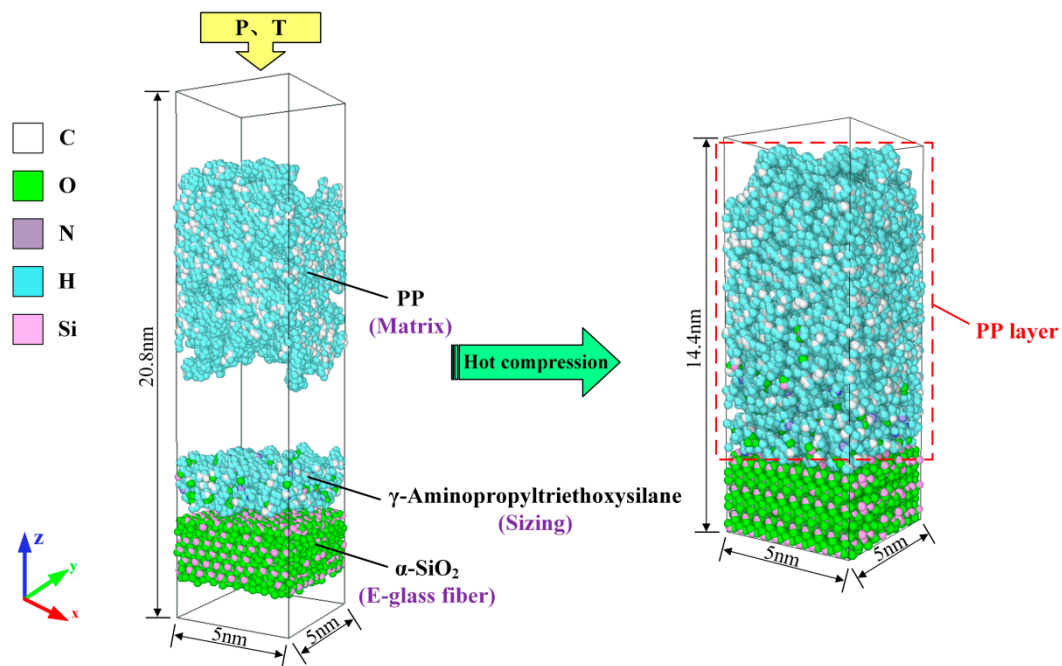 P、T
C
O
N
H
Si
20.8nm
PP
(Matrix)
γ-Aminopropyltriethoxysilane
(Sizing)
α-SiO₂
(E-glass fiber)
5nm
5nm
z
y
x
Hot compression
14.4nm
PP layer
5nm
5nm